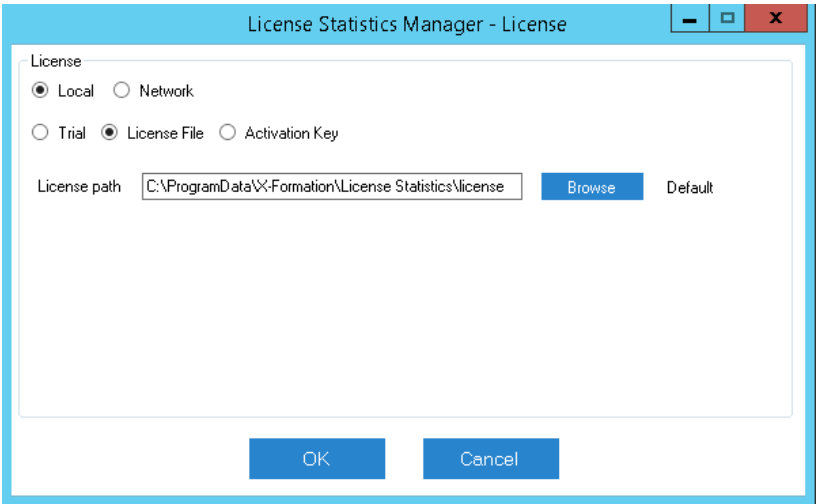 License Statistics Manager - License
License
Local Network
Trial License File Activation Key
License path C:\ProgramData\X-Formation\License Statistics\license Browse Default
OK Cancel